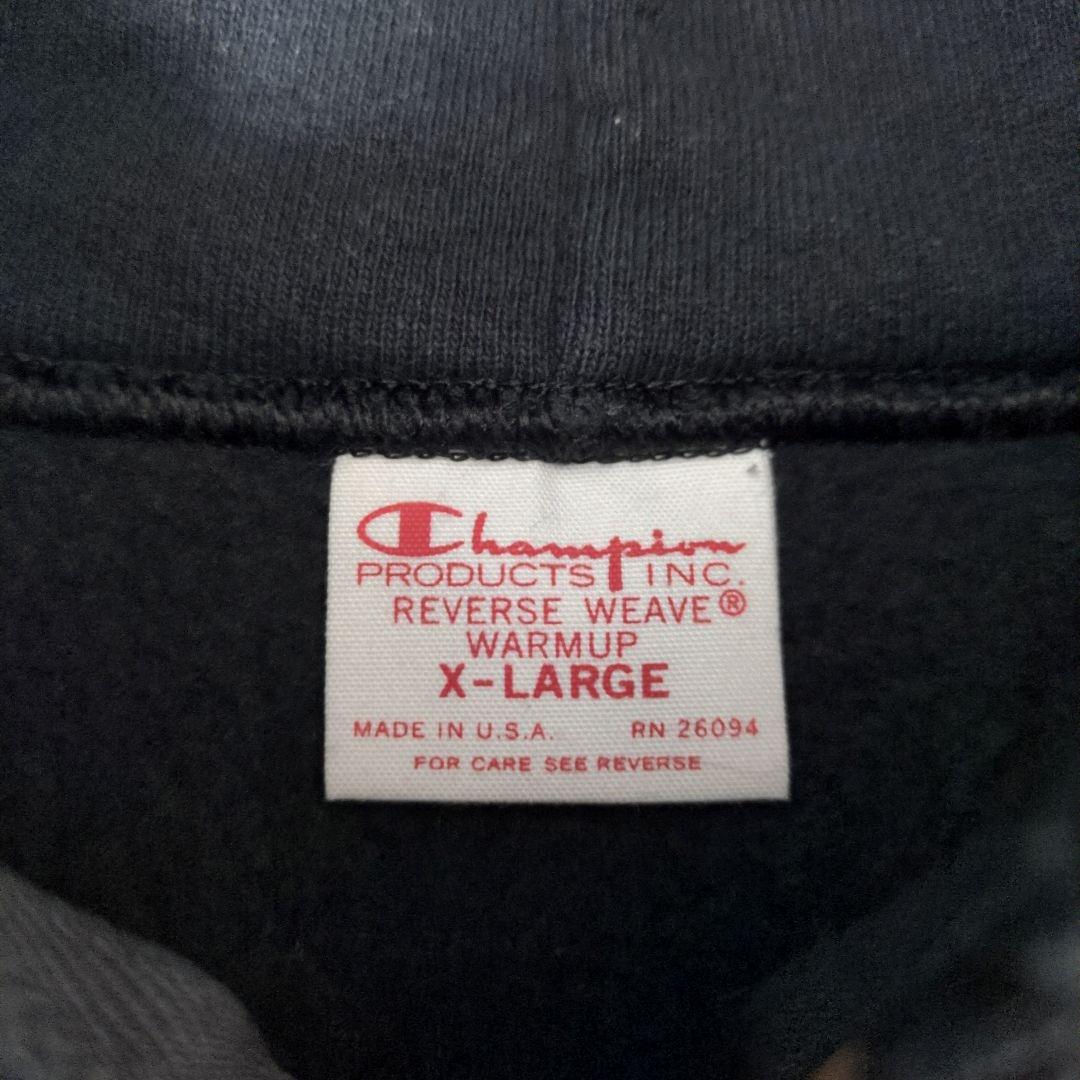 Champion
PRODUCTS INC.
REVERSE WEAVE®
WARMUP
X-LARGE
MADE IN U.S.A. RN 26094
FOR CARE SEE REVERSE